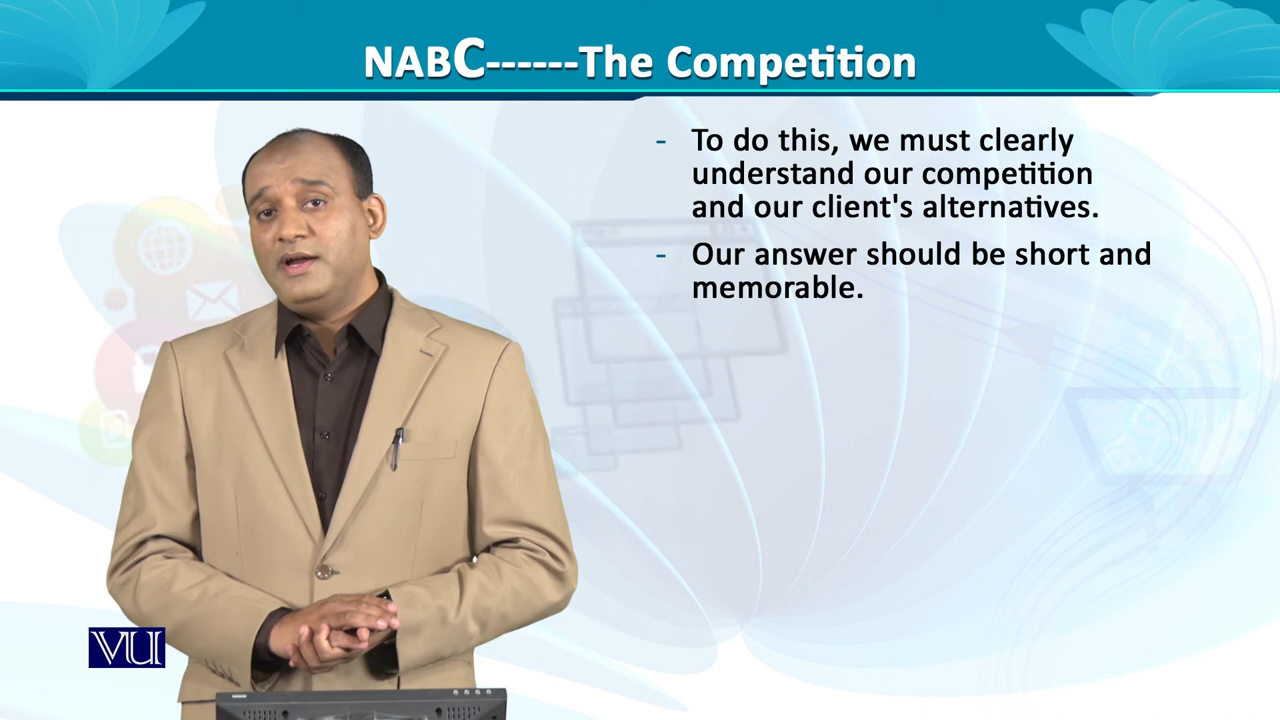 NABC------The Competition
- To do this, we must clearly
understand our competition
and our client's alternatives.
- Our answer should be short and
memorable.
VU